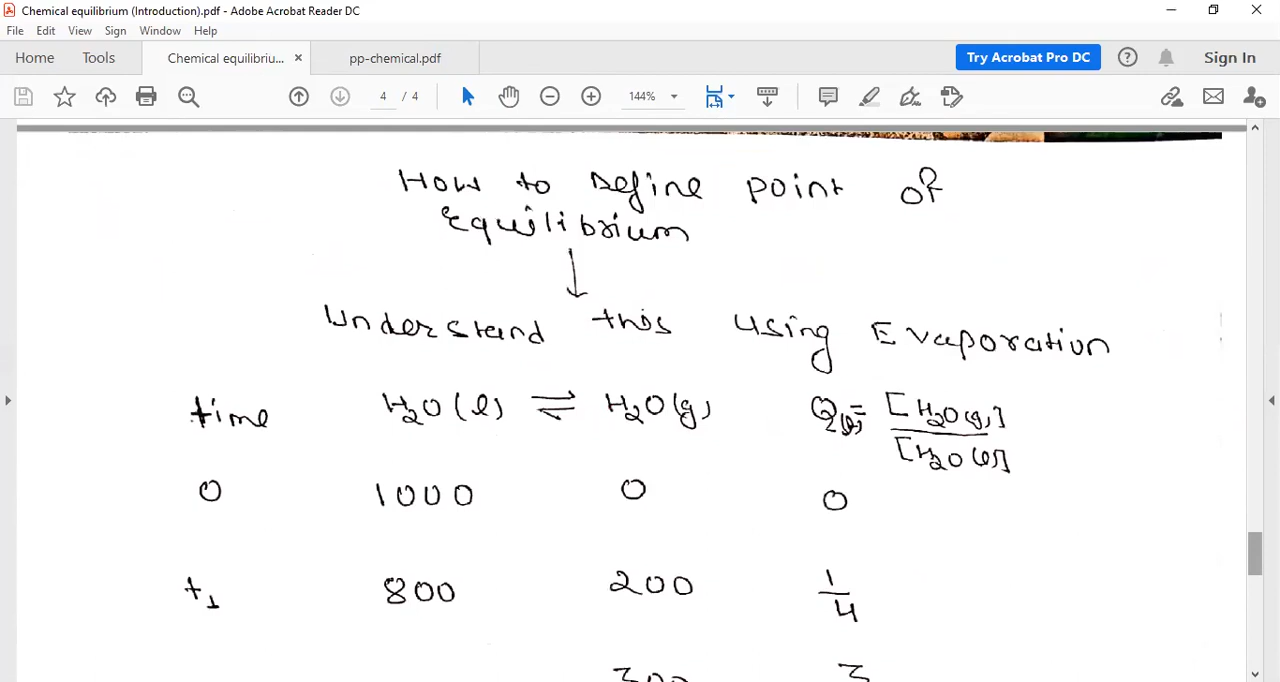 Chemical equilibrium (Introduction).pdf - Adobe Acrobat Reader DC
File Edit View Sign Window Help
Home Tools Chemical equilibriu... × pp-chemical.pdf Try Acrobat Pro DC Sign In
4 / 4 144%
How to Define point of
Equilibrium
↓
Understand this using Evaporation
time H₂O (l) ⇌ H₂O (g) = [H₂O (g)]
[H₂O (l)]
0 1000 0 0
t₁ 800 200 1/4
300 3